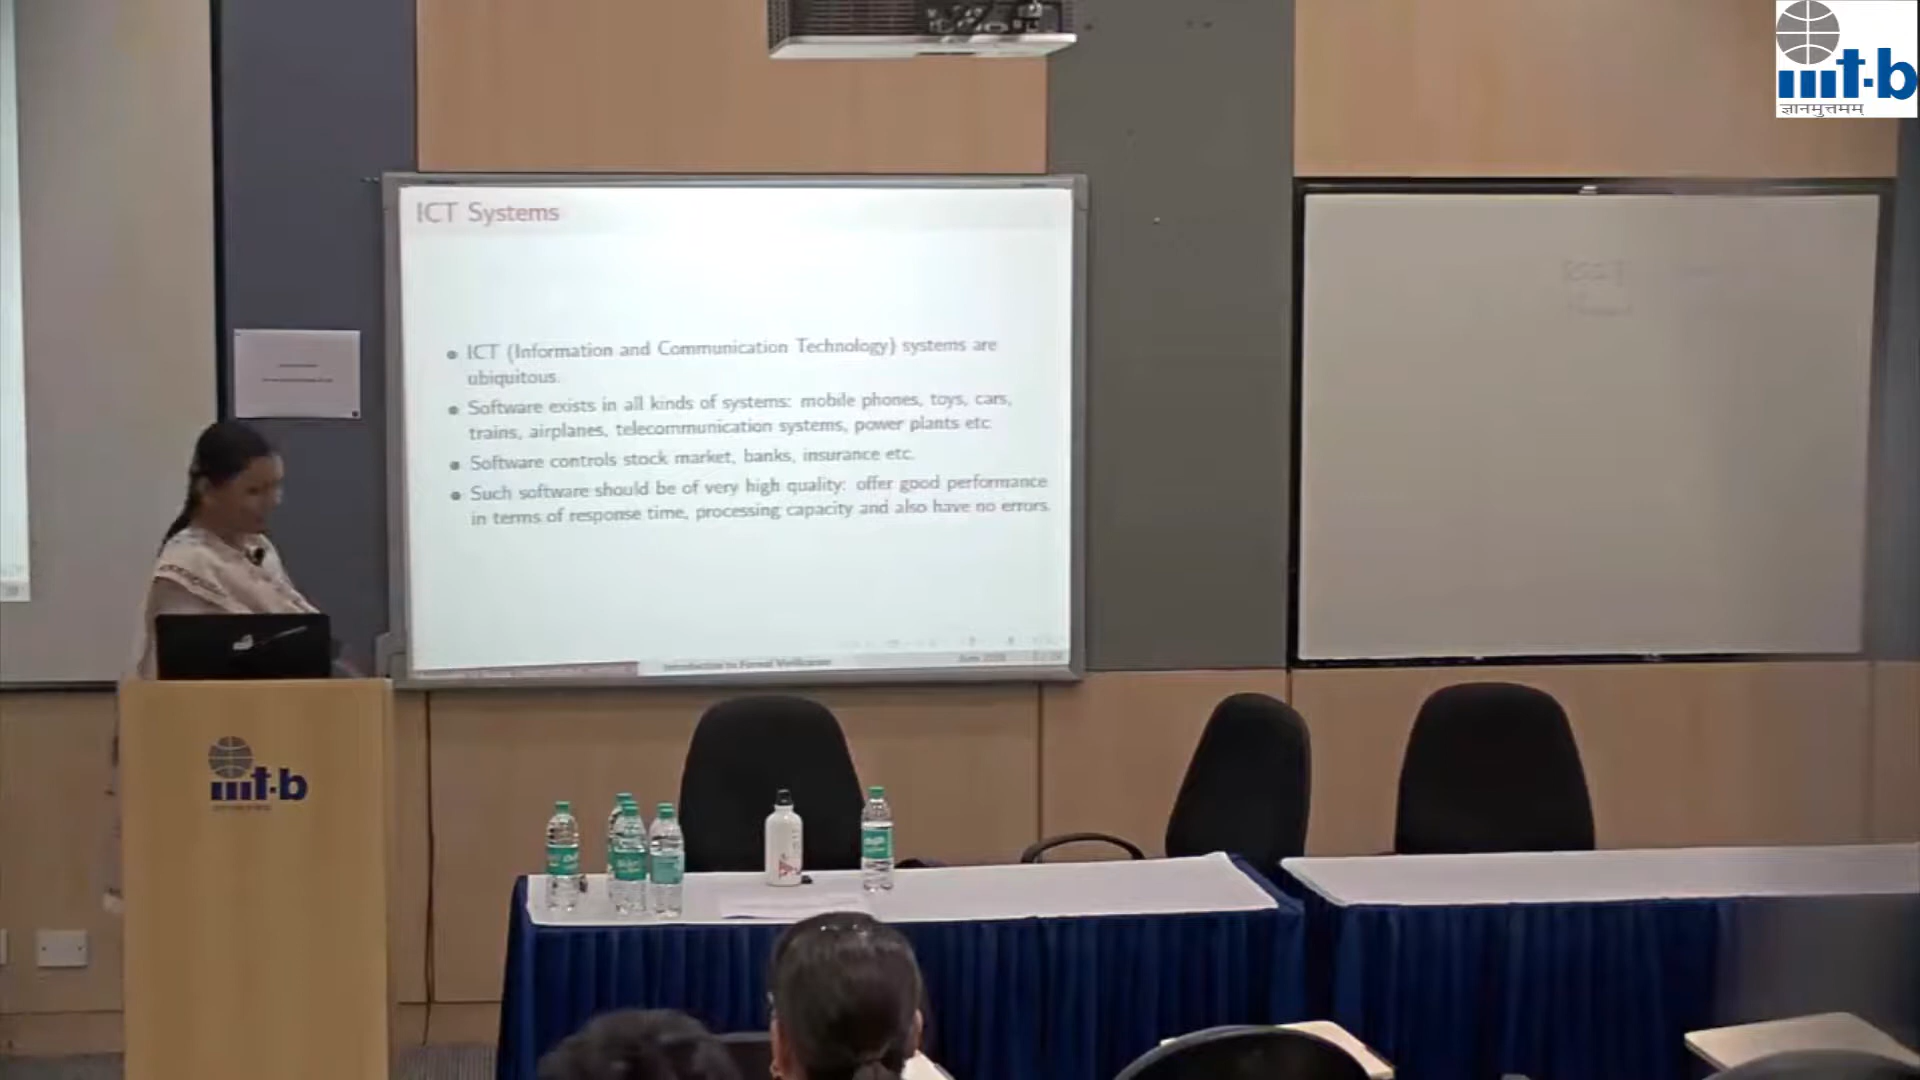 iiit-b
ज्ञानमुत्तमम्
ICT Systems
ICT (Information and Communication Technology) systems are
ubiquitous.
Software exists in all kinds of systems: mobile phones, toys, cars,
trains, airplanes, telecommunication systems, power plants etc
Software controls stock market, banks, insurance etc.
Such software should be of very high quality: offer good performance
in terms of response time, processing capacity and also have no errors.
Introduction to Formal Verification
iiit-b